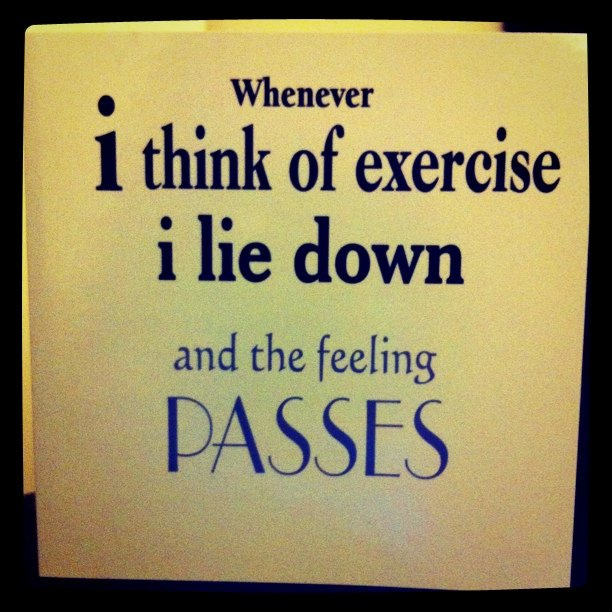 Whenever
i think of exercise
i lie down
and the feeling
PASSES